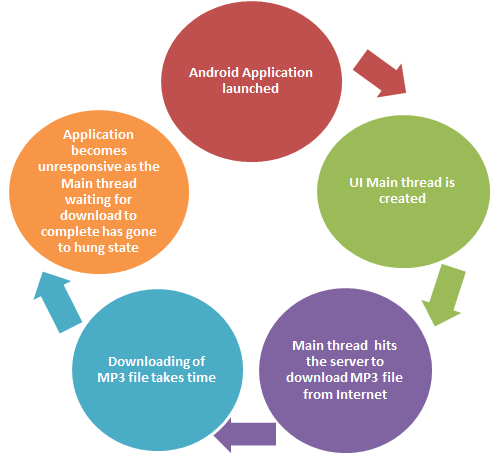 Android Application
launched
UI Main thread is
created
Main thread hits
the server to
download MP3 file
from Internet
Downloading of
MP3 file takes time
Application
becomes
unresponsive as the
Main thread
waiting for
download to
complete has gone
to hung state